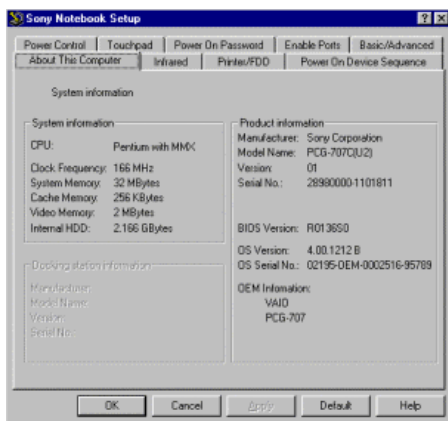 Sony Notebook Setup
Power Control Touchpad Power On Password Enable Ports Basic/Advanced
About This Computer Infrared Printer/FDD Power On Device Sequence
System information
System information
CPU: Pentium with MMX
Clock Frequency: 166 MHz
System Memory: 32 MBytes
Cache Memory: 256 KBytes
Video Memory: 2 MBytes
Internal HDD: 2.166 GBytes
Docking station information
Manufacturer:
Model Name:
Version:
Serial No.:
Product information
Manufacturer: Sony Corporation
Model Name: PCG-707C(U2)
Version: 01
Serial No.: 28980000-1101811
BIOS Version: R0136S0
OS Version: 4.00.1212 B
OS Serial No.: 02195-OEM-0002516-95789
OEM Infomation:
VAIO
PCG-707
OK Cancel Apply Default Help